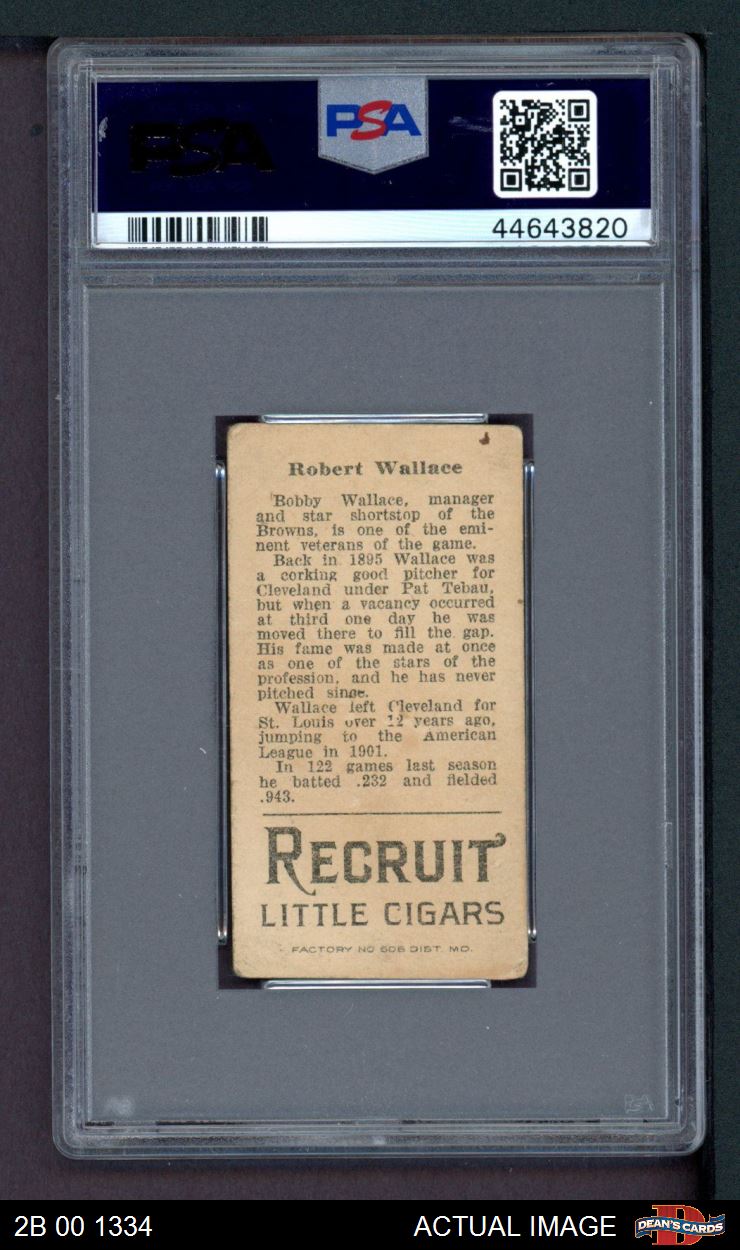 PSA
PSA
44643820
Robert Wallace
Bobby Wallace, manager
and star shortstop of the
Browns, is one of the emi-
nent veterans of the game.
Back in 1895 Wallace was
a corking good pitcher for
Cleveland under Pat Tebau,
but when a vacancy occurred
at third one day he was
moved there to fill the gap.
His fame was made at once
as one of the stars of the
profession, and he has never
pitched since.
Wallace left Cleveland for
St. Louis over 12 years ago,
jumping to the American
League in 1901.
In 122 games last season
he batted .232 and fielded
.943.
RECRUIT
LITTLE CIGARS
FACTORY NO 606 DIST. MD.
PSA
2B 00 1334
ACTUAL IMAGE
D
DEAN'S CARDS